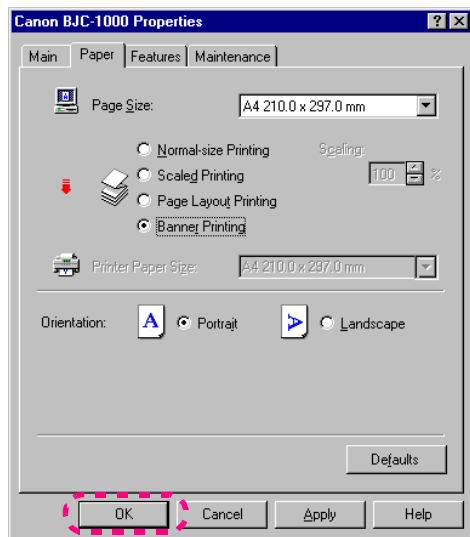 Canon BJC-1000 Properties
Main Paper Features Maintenance
Page Size: A4 210.0 x 297.0 mm
Normal-size Printing Scaling:
Scaled Printing 100 %
Page Layout Printing
Banner Printing
Printer Paper Size: A4 210.0 x 297.0 mm
Orientation: A Portrait A Landscape
Defaults
OK Cancel Apply Help